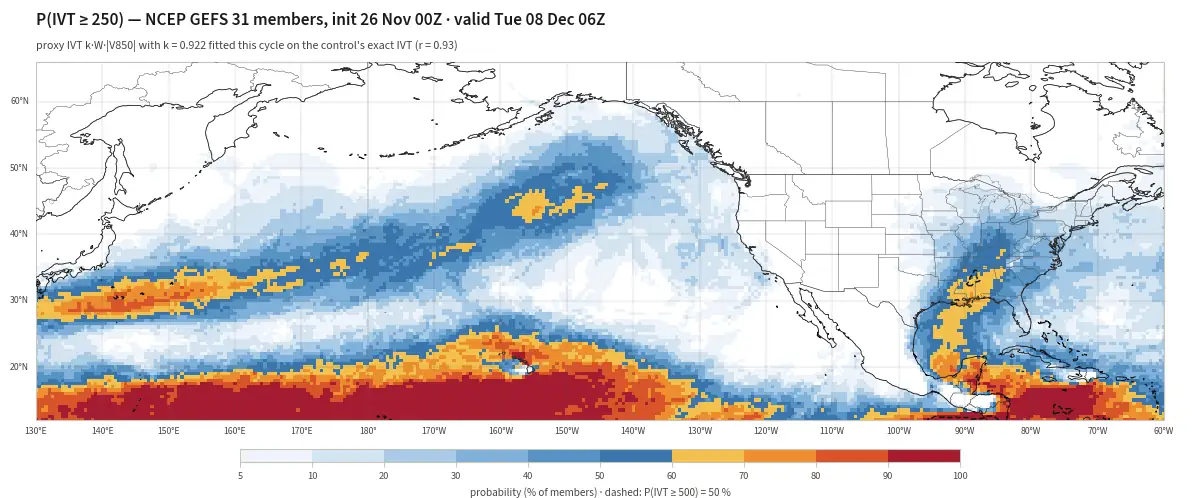 P(IVT ≥ 250) — NCEP GEFS 31 members, init 26 Nov 00Z · valid Tue 08 Dec 06Z
proxy IVT k·W·|V850| with k = 0.922 fitted this cycle on the control's exact IVT (r = 0.93)
60°N
50°N
40°N
30°N
20°N
130°E 140°E 150°E 160°E 170°E 180° 170°W 160°W 150°W 140°W 130°W 120°W 110°W 100°W 90°W 80°W 70°W 60°W
5 10 20 30 40 50 60 70 80 90 100
probability (% of members) · dashed: P(IVT ≥ 500) = 50 %